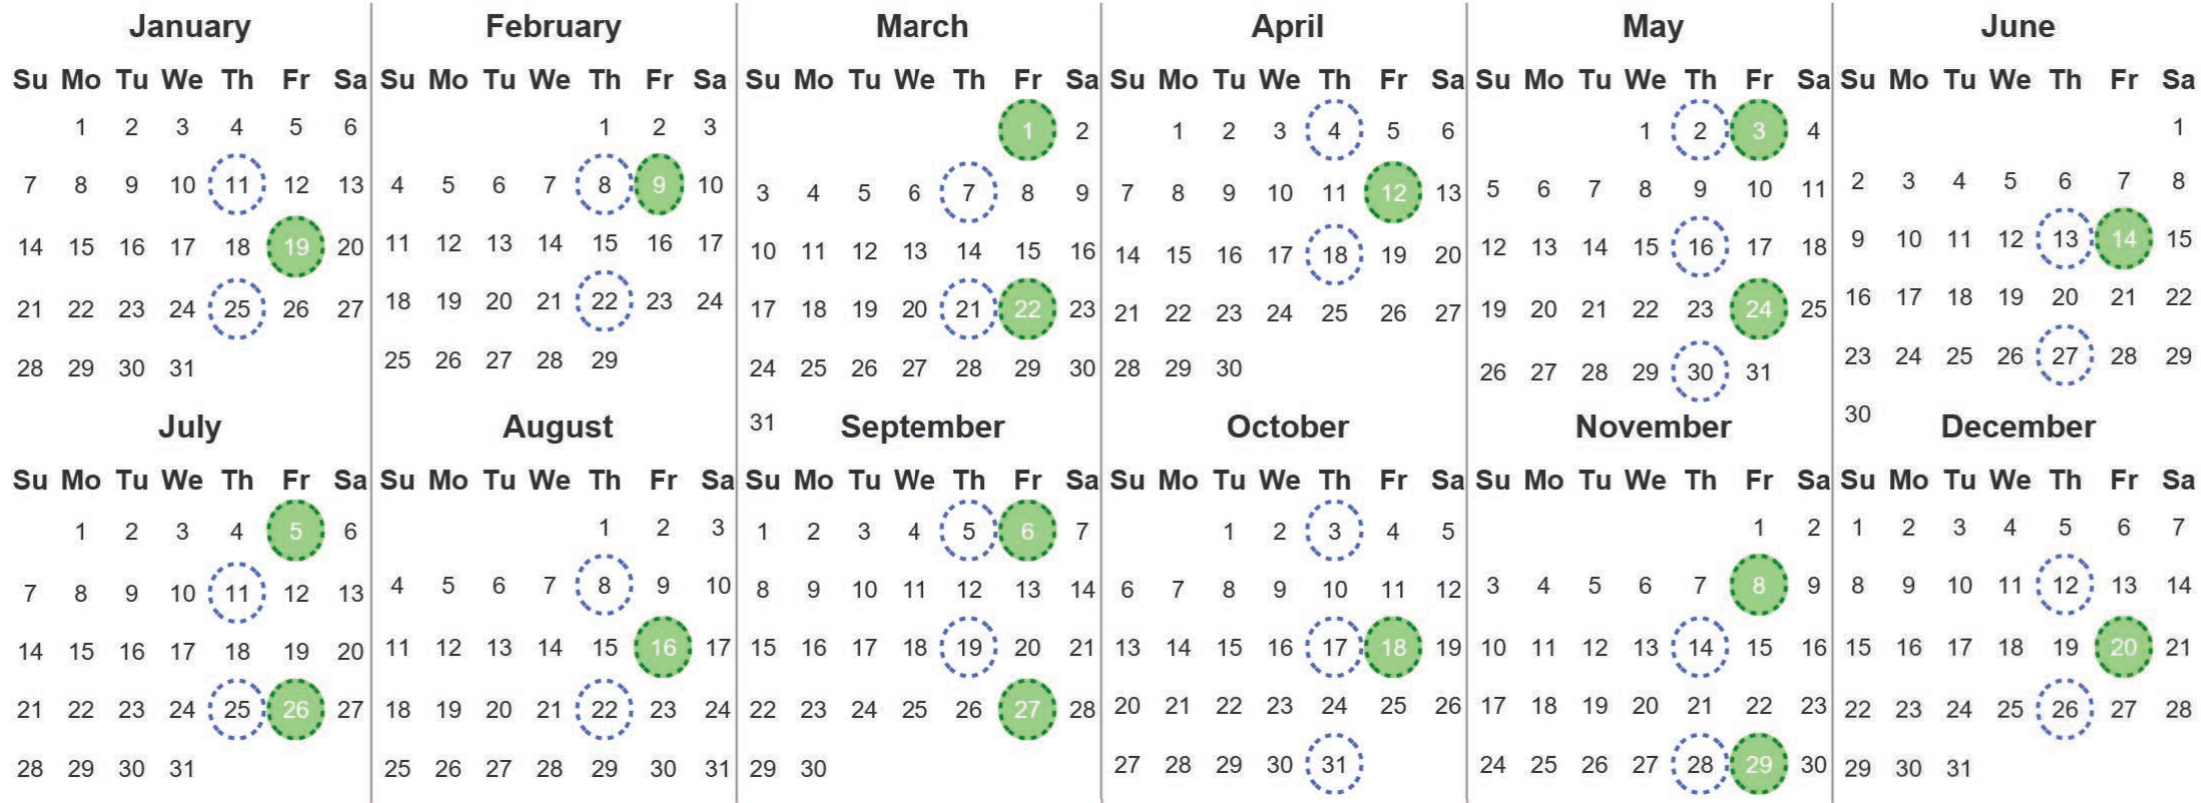 January
Su Mo Tu We Th Fr Sa
1 2 3 4 5 6
7 8 9 10 11 12 13
14 15 16 17 18 19 20
21 22 23 24 25 26 27
28 29 30 31
February
Su Mo Tu We Th Fr Sa
1 2 3
4 5 6 7 8 9 10
11 12 13 14 15 16 17
18 19 20 21 22 23 24
25 26 27 28 29
March
Su Mo Tu We Th Fr Sa
1 2
3 4 5 6 7 8 9
10 11 12 13 14 15 16
17 18 19 20 21 22 23
24 25 26 27 28 29 30
31
April
Su Mo Tu We Th Fr Sa
1 2 3 4 5 6
7 8 9 10 11 12 13
14 15 16 17 18 19 20
21 22 23 24 25 26 27
28 29 30
May
Su Mo Tu We Th Fr Sa
1 2 3 4
5 6 7 8 9 10 11
12 13 14 15 16 17 18
19 20 21 22 23 24 25
26 27 28 29 30 31
June
Su Mo Tu We Th Fr Sa
1
2 3 4 5 6 7 8
9 10 11 12 13 14 15
16 17 18 19 20 21 22
23 24 25 26 27 28 29
30
July
Su Mo Tu We Th Fr Sa
1 2 3 4 5 6
7 8 9 10 11 12 13
14 15 16 17 18 19 20
21 22 23 24 25 26 27
28 29 30 31
August
Su Mo Tu We Th Fr Sa
1 2 3
4 5 6 7 8 9 10
11 12 13 14 15 16 17
18 19 20 21 22 23 24
25 26 27 28 29 30 31
September
Su Mo Tu We Th Fr Sa
1 2 3 4 5 6 7
8 9 10 11 12 13 14
15 16 17 18 19 20 21
22 23 24 25 26 27 28
29 30
October
Su Mo Tu We Th Fr Sa
1 2 3 4 5
6 7 8 9 10 11 12
13 14 15 16 17 18 19
20 21 22 23 24 25 26
27 28 29 30 31
November
Su Mo Tu We Th Fr Sa
1 2
3 4 5 6 7 8 9
10 11 12 13 14 15 16
17 18 19 20 21 22 23
24 25 26 27 28 29 30
December
Su Mo Tu We Th Fr Sa
1 2 3 4 5 6 7
8 9 10 11 12 13 14
15 16 17 18 19 20 21
22 23 24 25 26 27 28
29 30 31